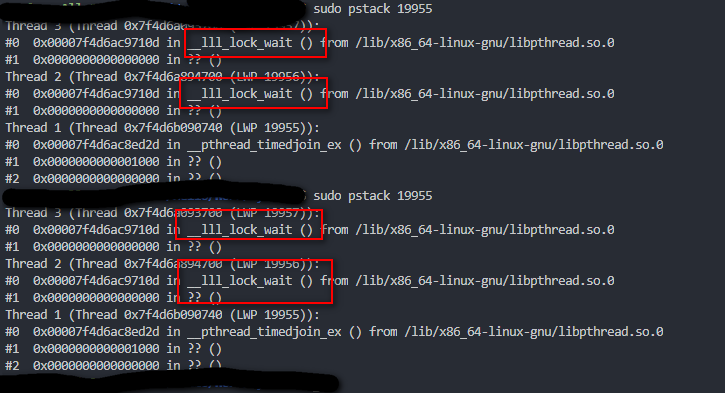 sudo pstack 19955
Thread 3 (Thread 0x7f4d6a093700 (LWP 19957)):
#0  0x00007f4d6ac9710d in __lll_lock_wait () from /lib/x86_64-linux-gnu/libpthread.so.0
#1  0x0000000000000000 in ?? ()
Thread 2 (Thread 0x7f4d6a894700 (LWP 19956)):
#0  0x00007f4d6ac9710d in __lll_lock_wait () from /lib/x86_64-linux-gnu/libpthread.so.0
#1  0x0000000000000000 in ?? ()
Thread 1 (Thread 0x7f4d6b090740 (LWP 19955)):
#0  0x00007f4d6ac8ed2d in __pthread_timedjoin_ex () from /lib/x86_64-linux-gnu/libpthread.so.0
#1  0x0000000000001000 in ?? ()
#2  0x0000000000000000 in ?? ()
sudo pstack 19955
Thread 3 (Thread 0x7f4d6a093700 (LWP 19957)):
#0  0x00007f4d6ac9710d in __lll_lock_wait () from /lib/x86_64-linux-gnu/libpthread.so.0
#1  0x0000000000000000 in ?? ()
Thread 2 (Thread 0x7f4d6a894700 (LWP 19956)):
#0  0x00007f4d6ac9710d in __lll_lock_wait () from /lib/x86_64-linux-gnu/libpthread.so.0
#1  0x0000000000000000 in ?? ()
Thread 1 (Thread 0x7f4d6b090740 (LWP 19955)):
#0  0x00007f4d6ac8ed2d in __pthread_timedjoin_ex () from /lib/x86_64-linux-gnu/libpthread.so.0
#1  0x0000000000001000 in ?? ()
#2  0x0000000000000000 in ?? ()